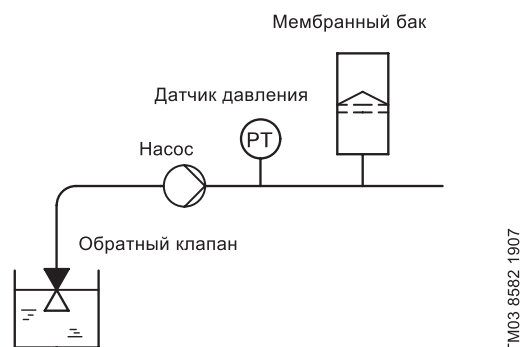 Мембранный бак
Датчик давления
PT
Насос
Обратный клапан
TM03 8582 1907